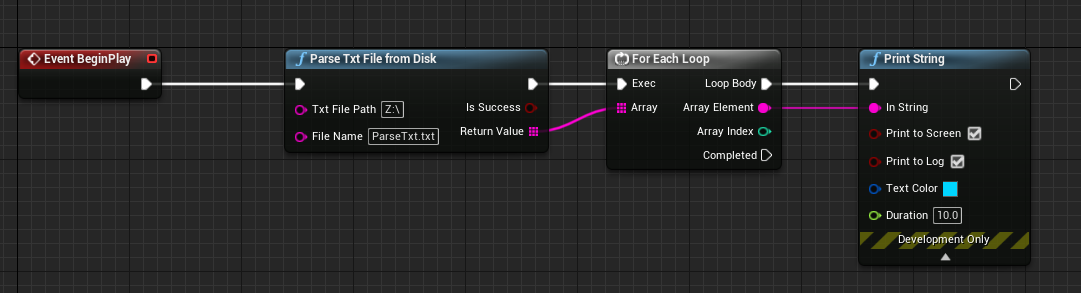 Event BeginPlay
Parse Txt File from Disk
Txt File Path Z:\
Is Success
File Name ParseTxt.txt
Return Value
For Each Loop
Exec
Loop Body
Array
Array Element
Array Index
Completed
Print String
In String
Print to Screen
Print to Log
Text Color
Duration 10.0
Development Only